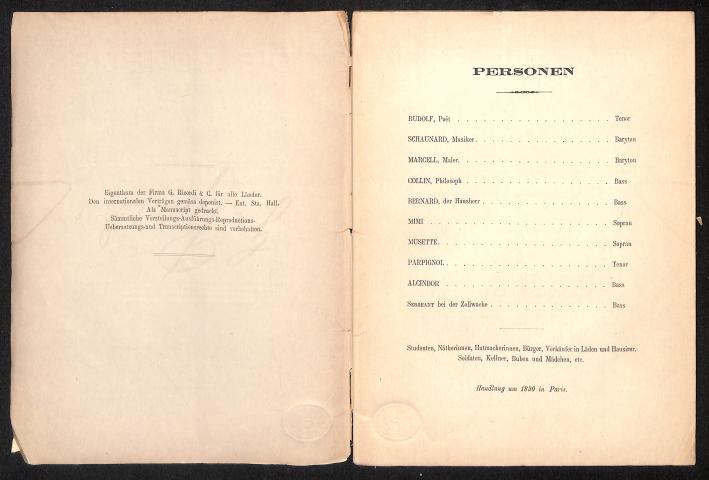 Eigenthum der Firma G. Ricordi & C. für alle Länder.
Den internationalen Verträgen gemäss deponirt. — Ent. Sta. Hall.
Als Manuscript gedruckt.
Sämmtliche Vorstellungs-Ausführungs-Reproductions-
Uebersetzungs-und Transcriptionsrechte sind vorbehalten.
PERSONEN
RUDOLF, Poët . . . . . . . . . . . . . . . . Tenor
SCHAUNARD, Musiker . . . . . . . . . . . . . . Baryton
MARCELL, Maler. . . . . . . . . . . . . . . . Baryton
COLLIN, Philosoph . . . . . . . . . . . . . . . Bass
BERNARD, der Hausherr . . . . . . . . . . . . . Bass
MIMI . . . . . . . . . . . . . . . . . . Sopran
MUSETTE. . . . . . . . . . . . . . . . . . Sopran
PARPIGNOL . . . . . . . . . . . . . . . . . Tenor
ALCINDOR . . . . . . . . . . . . . . . . . Bass
SERGEANT bei der Zollwache . . . . . . . . . . . . Bass
Studenten, Nätherinnen, Hutmacherinnen, Bürger, Verkäufer in Läden und Hausirer.
Soldaten, Kellner, Buben und Mädchen, etc.
Handlung um 1830 in Paris.